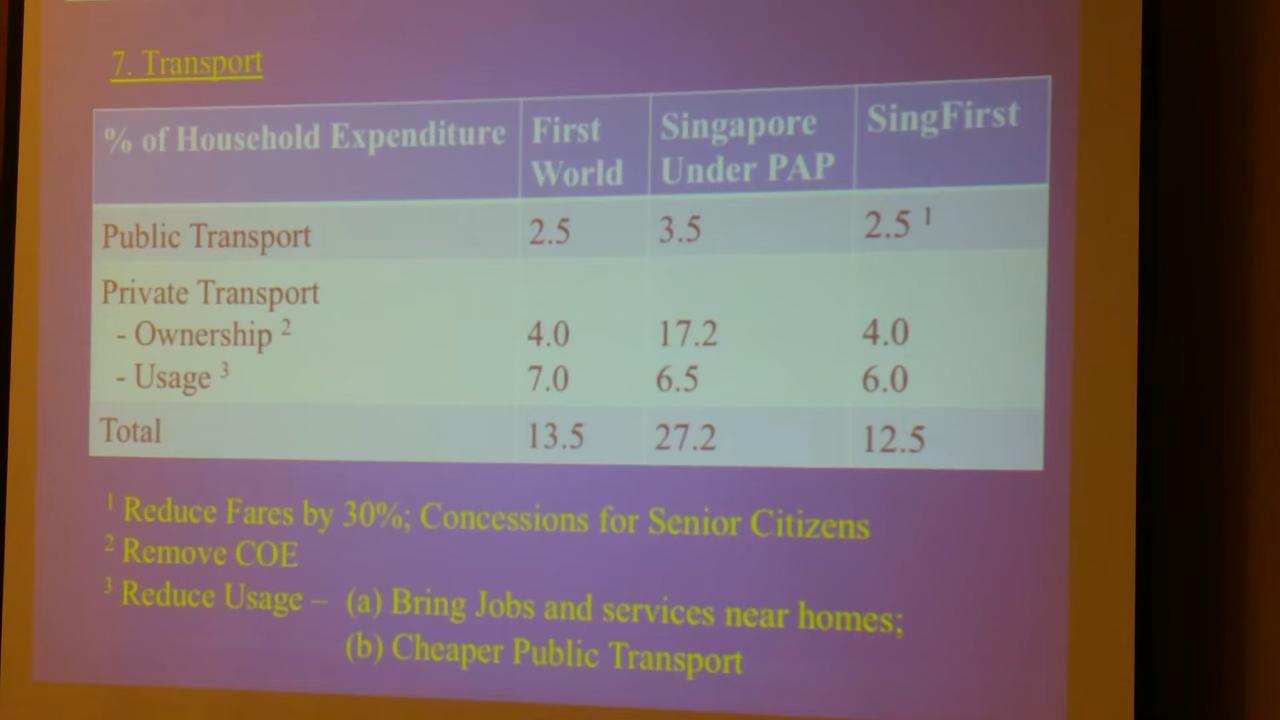 7. Transport
% of Household Expenditure First World Singapore Under PAP SingFirst
Public Transport 2.5 3.5 2.5 ¹
Private Transport
- Ownership ² 4.0 17.2 4.0
- Usage ³ 7.0 6.5 6.0
Total 13.5 27.2 12.5
¹ Reduce Fares by 30%; Concessions for Senior Citizens
² Remove COE
³ Reduce Usage – (a) Bring Jobs and services near homes;
(b) Cheaper Public Transport